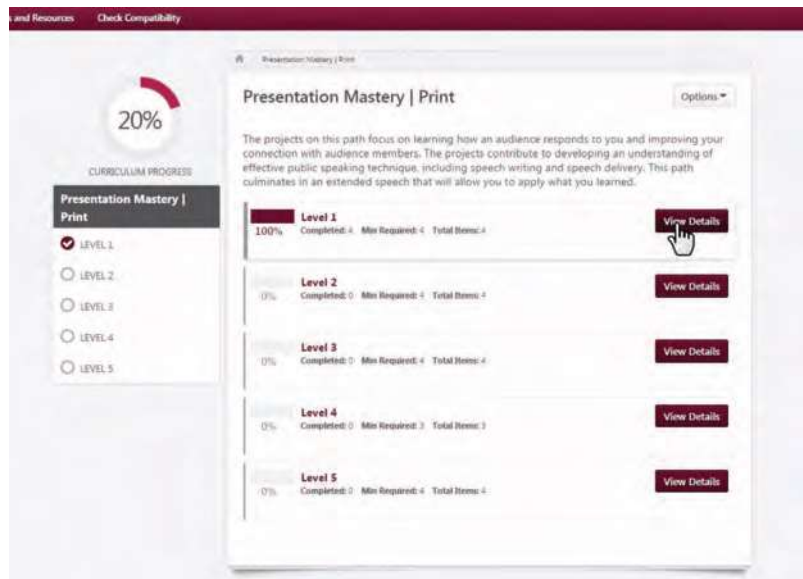 and Resources Check Compatibility
Presentation Mastery | Print
20%
CURRICULUM PROGRESS
Presentation Mastery |
Print
LEVEL 1
LEVEL 2
LEVEL 3
LEVEL 4
LEVEL 5
Presentation Mastery | Print
Options
The projects on this path focus on learning how an audience responds to you and improving your
connection with audience members. The projects contribute to developing an understanding of
effective public speaking technique, including speech writing and speech delivery. This path
culminates in an extended speech that will allow you to apply what you learned.
100%
Level 1
Completed: 4 Min Required: 4 Total Items: 4
View Details
0%
Level 2
Completed: 0 Min Required: 4 Total Items: 4
View Details
0%
Level 3
Completed: 0 Min Required: 4 Total Items: 4
View Details
0%
Level 4
Completed: 0 Min Required: 3 Total Items: 3
View Details
0%
Level 5
Completed: 0 Min Required: 4 Total Items: 4
View Details